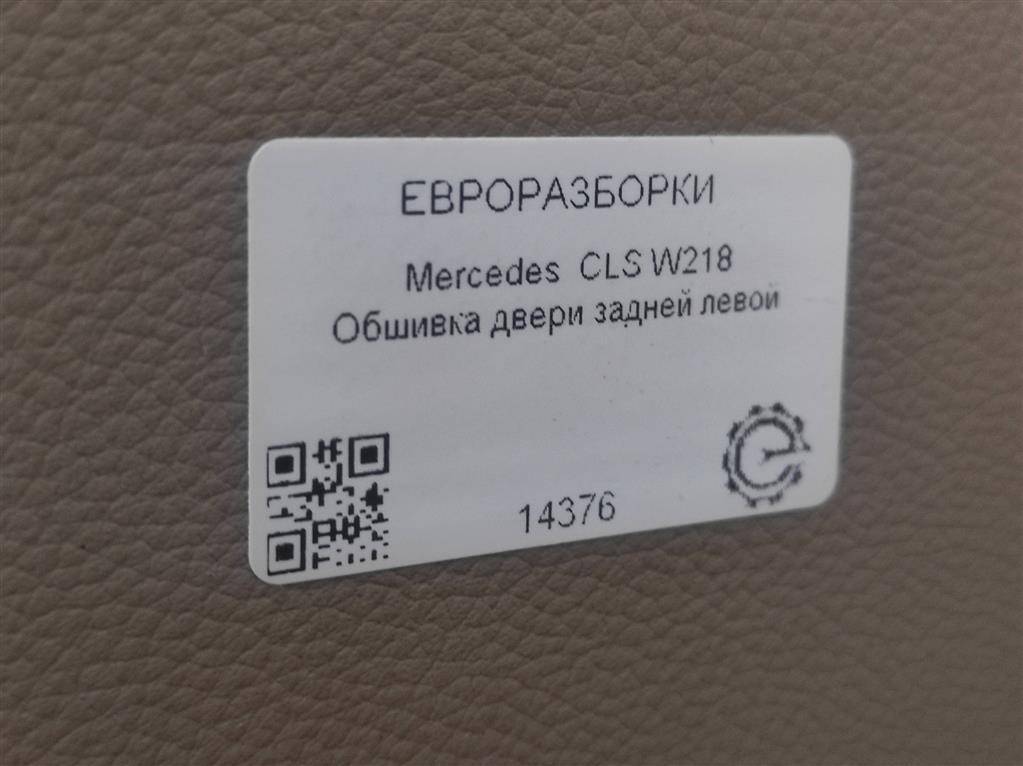 ЕВРОРАЗБОРКИ
Mercedes CLS W218
Обшивка двери задней левой
14376